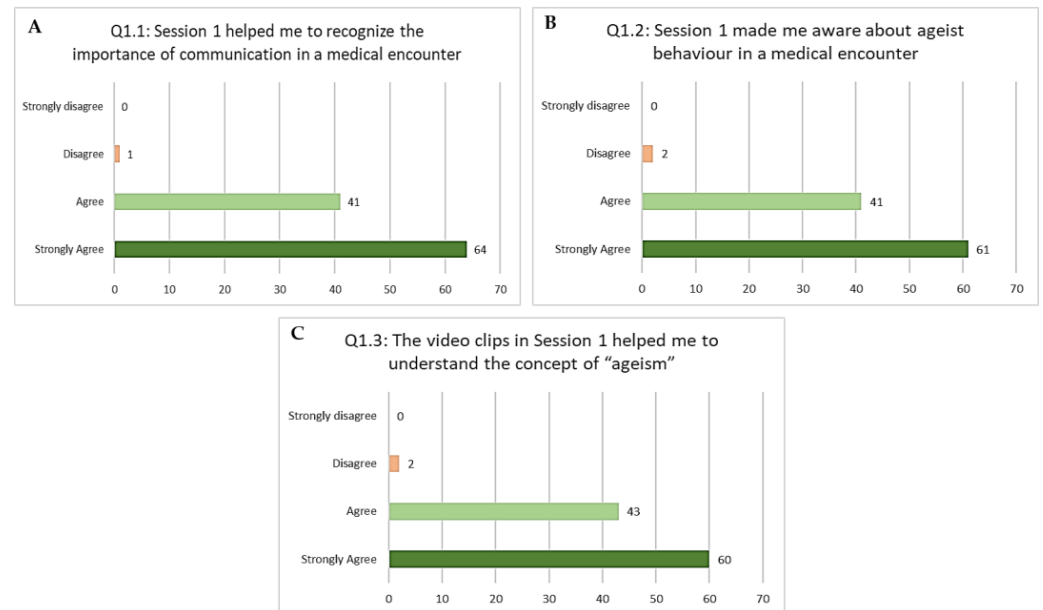 A
Q1.1: Session 1 helped me to recognize the
importance of communication in a medical encounter
Strongly disagree 0
Disagree 1
Agree 41
Strongly Agree 64
0 10 20 30 40 50 60 70
B
Q1.2: Session 1 made me aware about ageist
behaviour in a medical encounter
Strongly disagree 0
Disagree 2
Agree 41
Strongly Agree 61
0 10 20 30 40 50 60 70
C
Q1.3: The video clips in Session 1 helped me to
understand the concept of “ageism”
Strongly disagree 0
Disagree 2
Agree 43
Strongly Agree 60
0 10 20 30 40 50 60 70